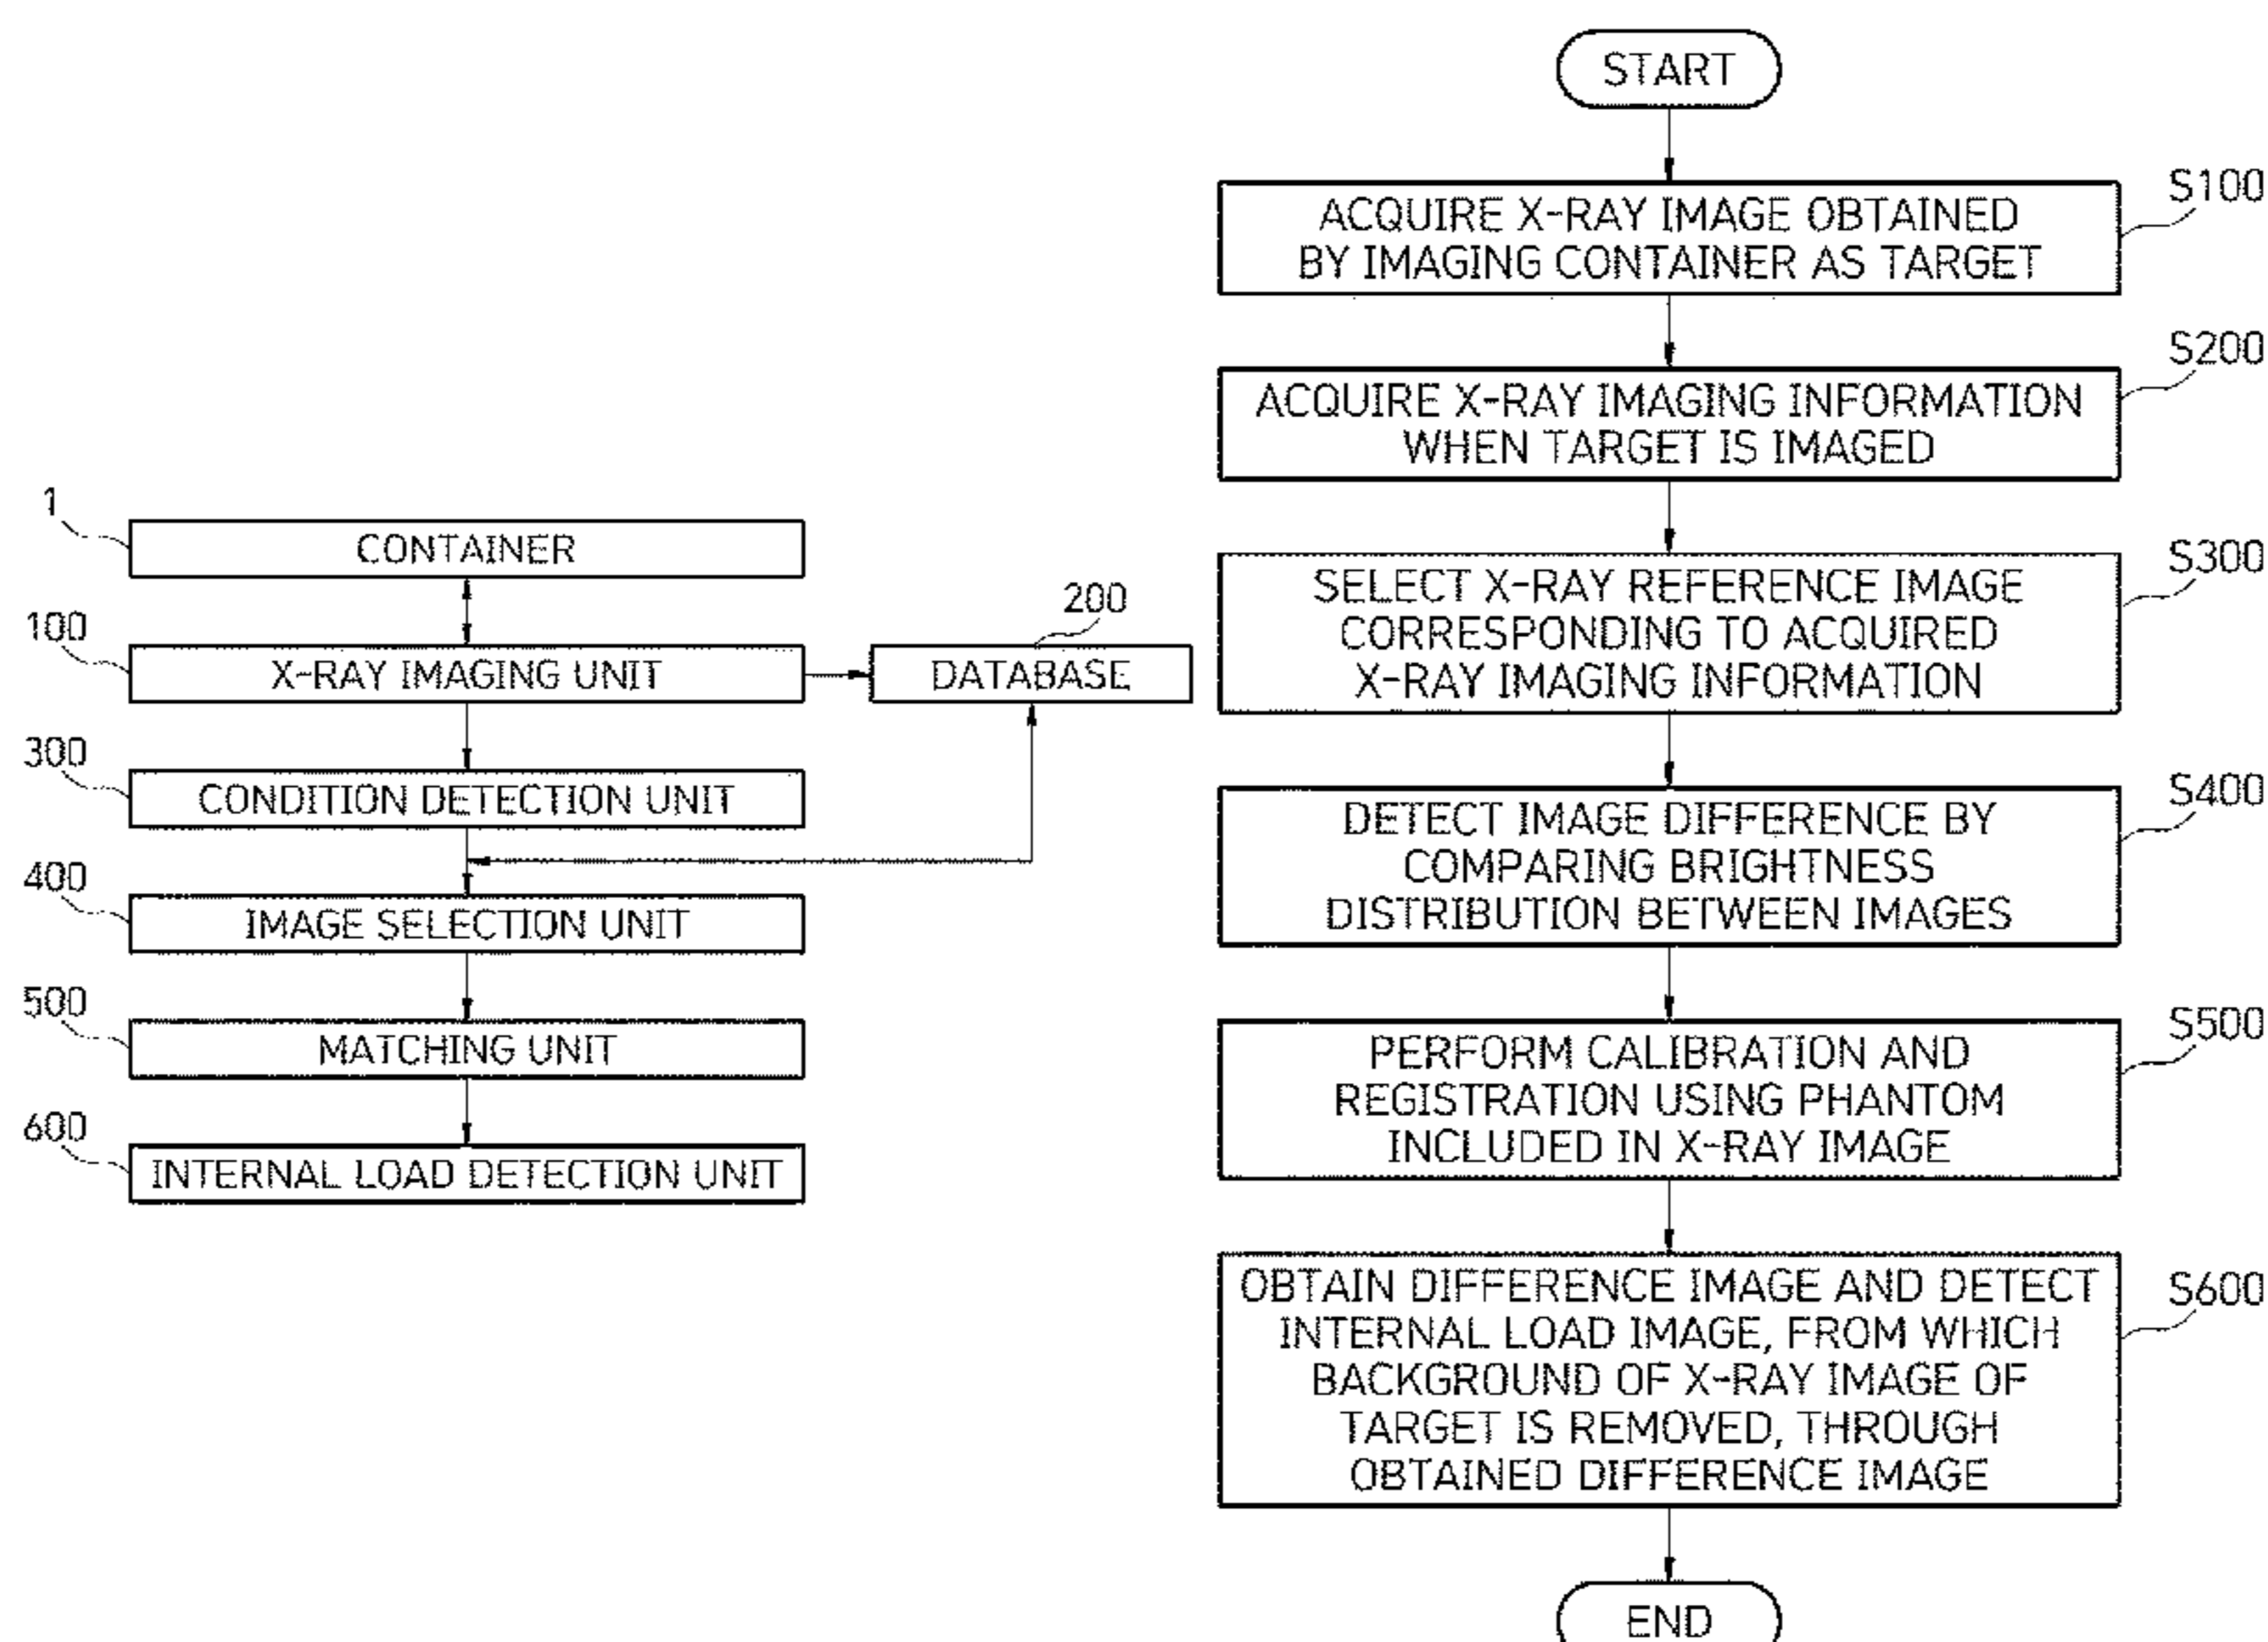 1
CONTAINER
100
X-RAY IMAGING UNIT
200
DATABASE
300
CONDITION DETECTION UNIT
400
IMAGE SELECTION UNIT
500
MATCHING UNIT
600
INTERNAL LOAD DETECTION UNIT
START
S100
ACQUIRE X-RAY IMAGE OBTAINED
BY IMAGING CONTAINER AS TARGET
S200
ACQUIRE X-RAY IMAGING INFORMATION
WHEN TARGET IS IMAGED
S300
SELECT X-RAY REFERENCE IMAGE
CORRESPONDING TO ACQUIRED
X-RAY IMAGING INFORMATION
S400
DETECT IMAGE DIFFERENCE BY
COMPARING BRIGHTNESS
DISTRIBUTION BETWEEN IMAGES
S500
PERFORM CALIBRATION AND
REGISTRATION USING PHANTOM
INCLUDED IN X-RAY IMAGE
S600
OBTAIN DIFFERENCE IMAGE AND DETECT
INTERNAL LOAD IMAGE, FROM WHICH
BACKGROUND OF X-RAY IMAGE OF
TARGET IS REMOVED, THROUGH
OBTAINED DIFFERENCE IMAGE
END